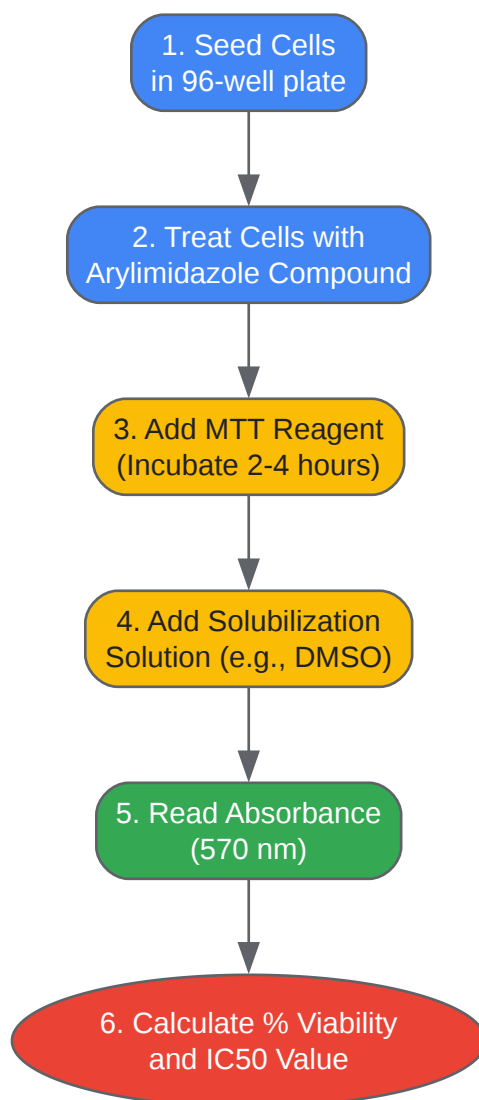 1. Seed Cells
in 96-well plate
2. Treat Cells with
Arylimidazole Compound
3. Add MTT Reagent
(Incubate 2-4 hours)
4. Add Solubilization
Solution (e.g., DMSO)
5. Read Absorbance
(570 nm)
6. Calculate % Viability
and IC50 Value